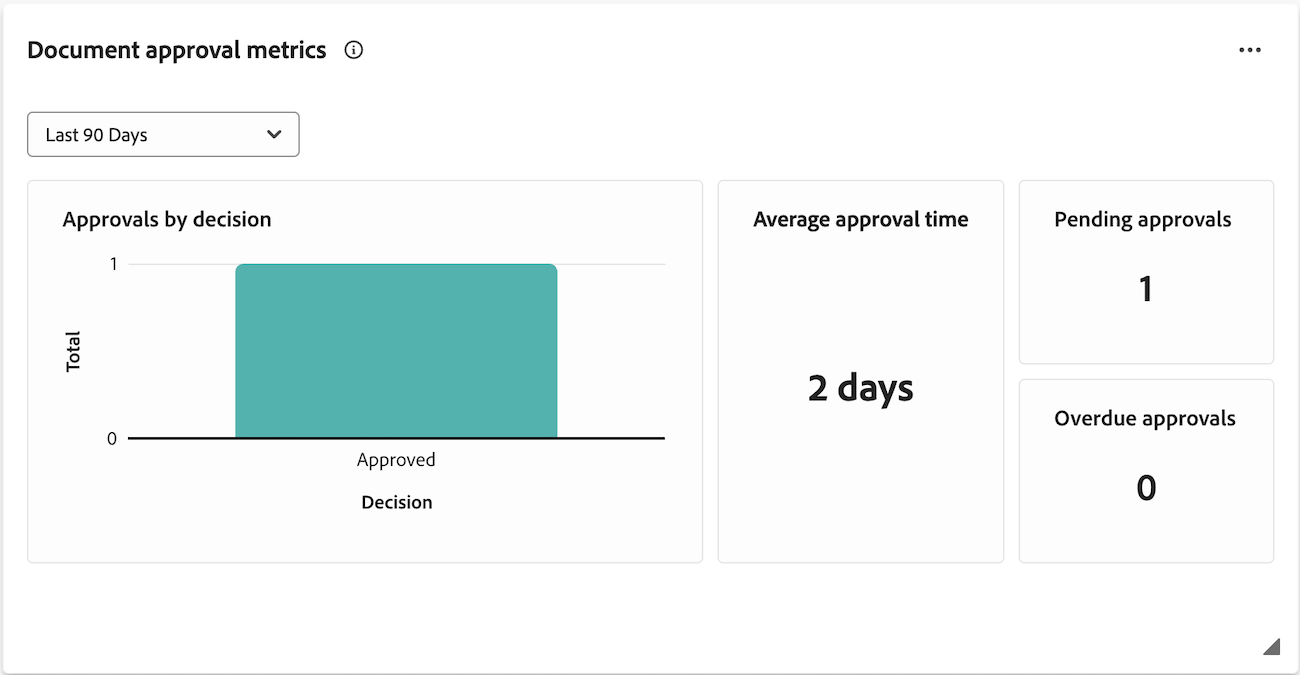 Document approval metrics
Last 90 Days
Approvals by decision
1
Total
0
Approved
Decision
Average approval time
2 days
Pending approvals
1
Overdue approvals
0